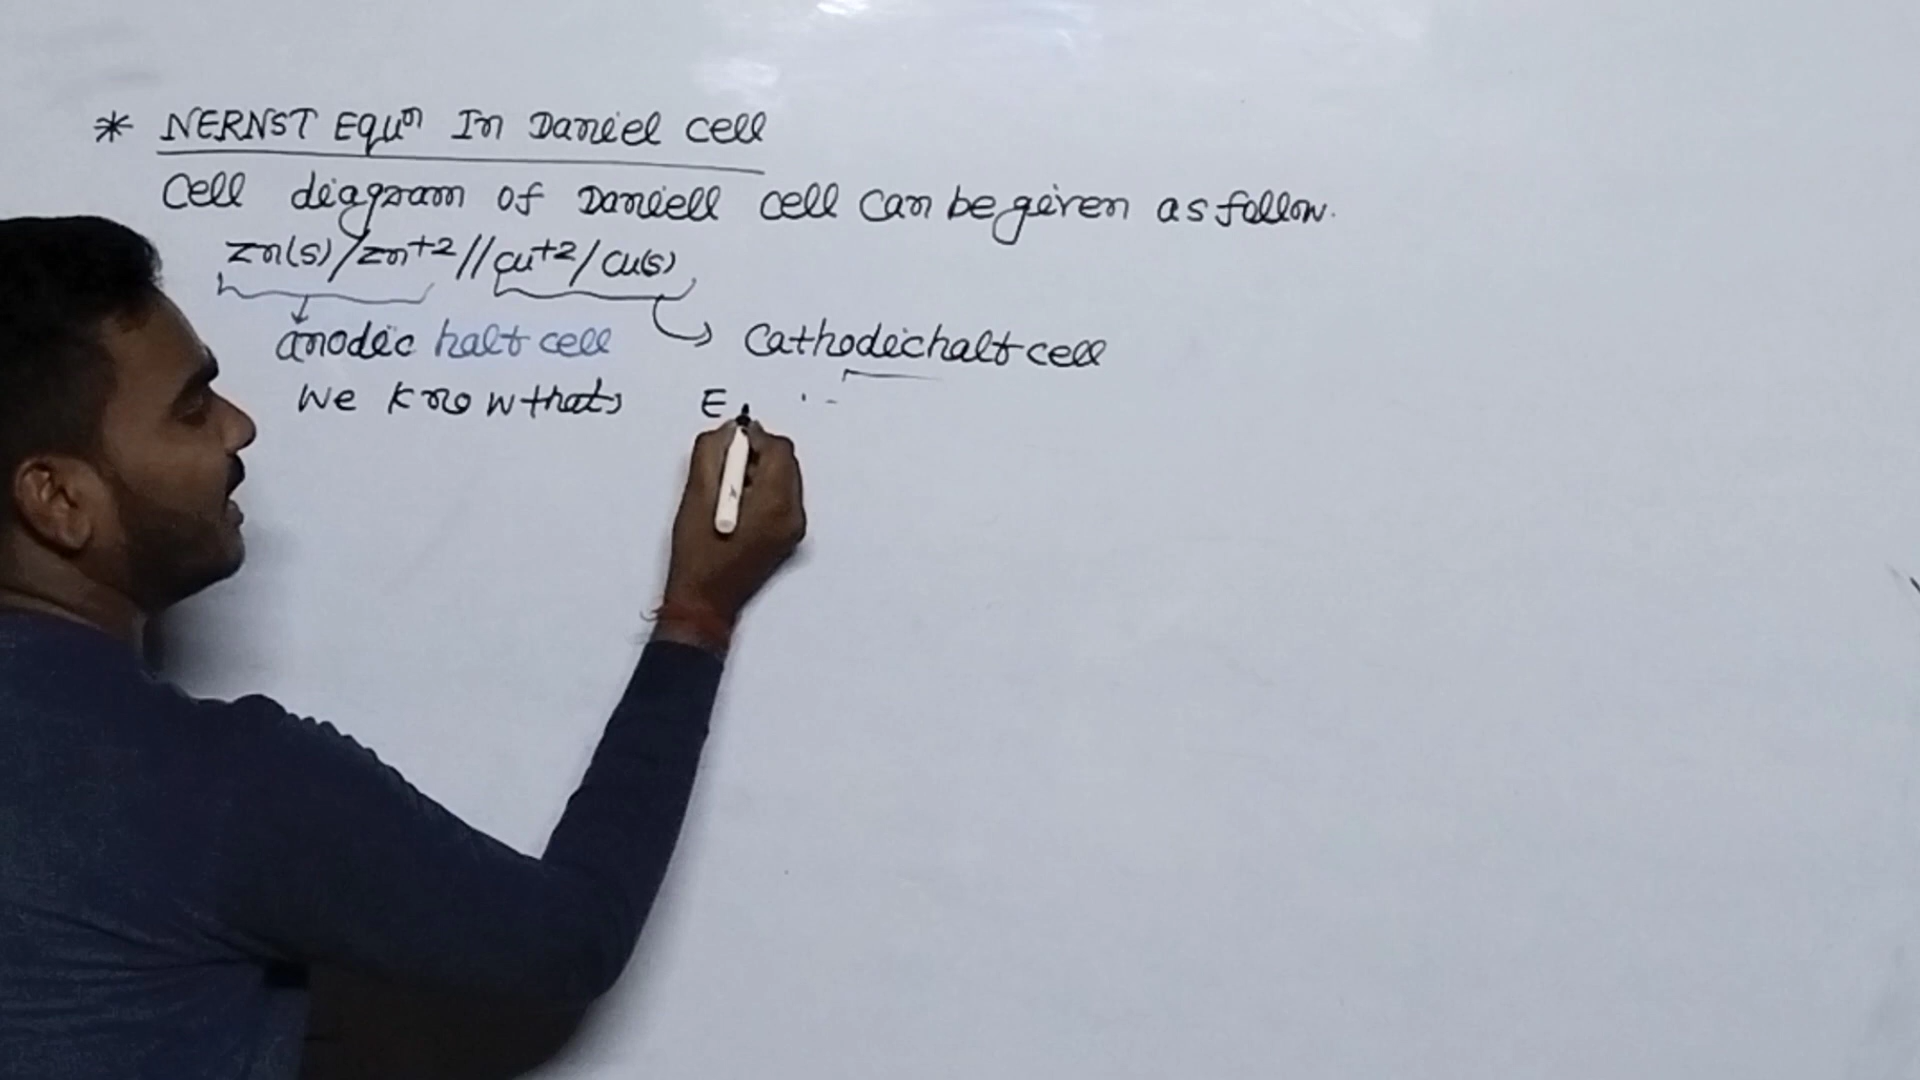 * NERNST Equⁿ In Daniel cell
Cell diagram of Daniell cell can be given as follow.
Zn(s)/Zn+2//Cu+2/Cu(s)
anodic half cell Cathodic half cell
We know that, E